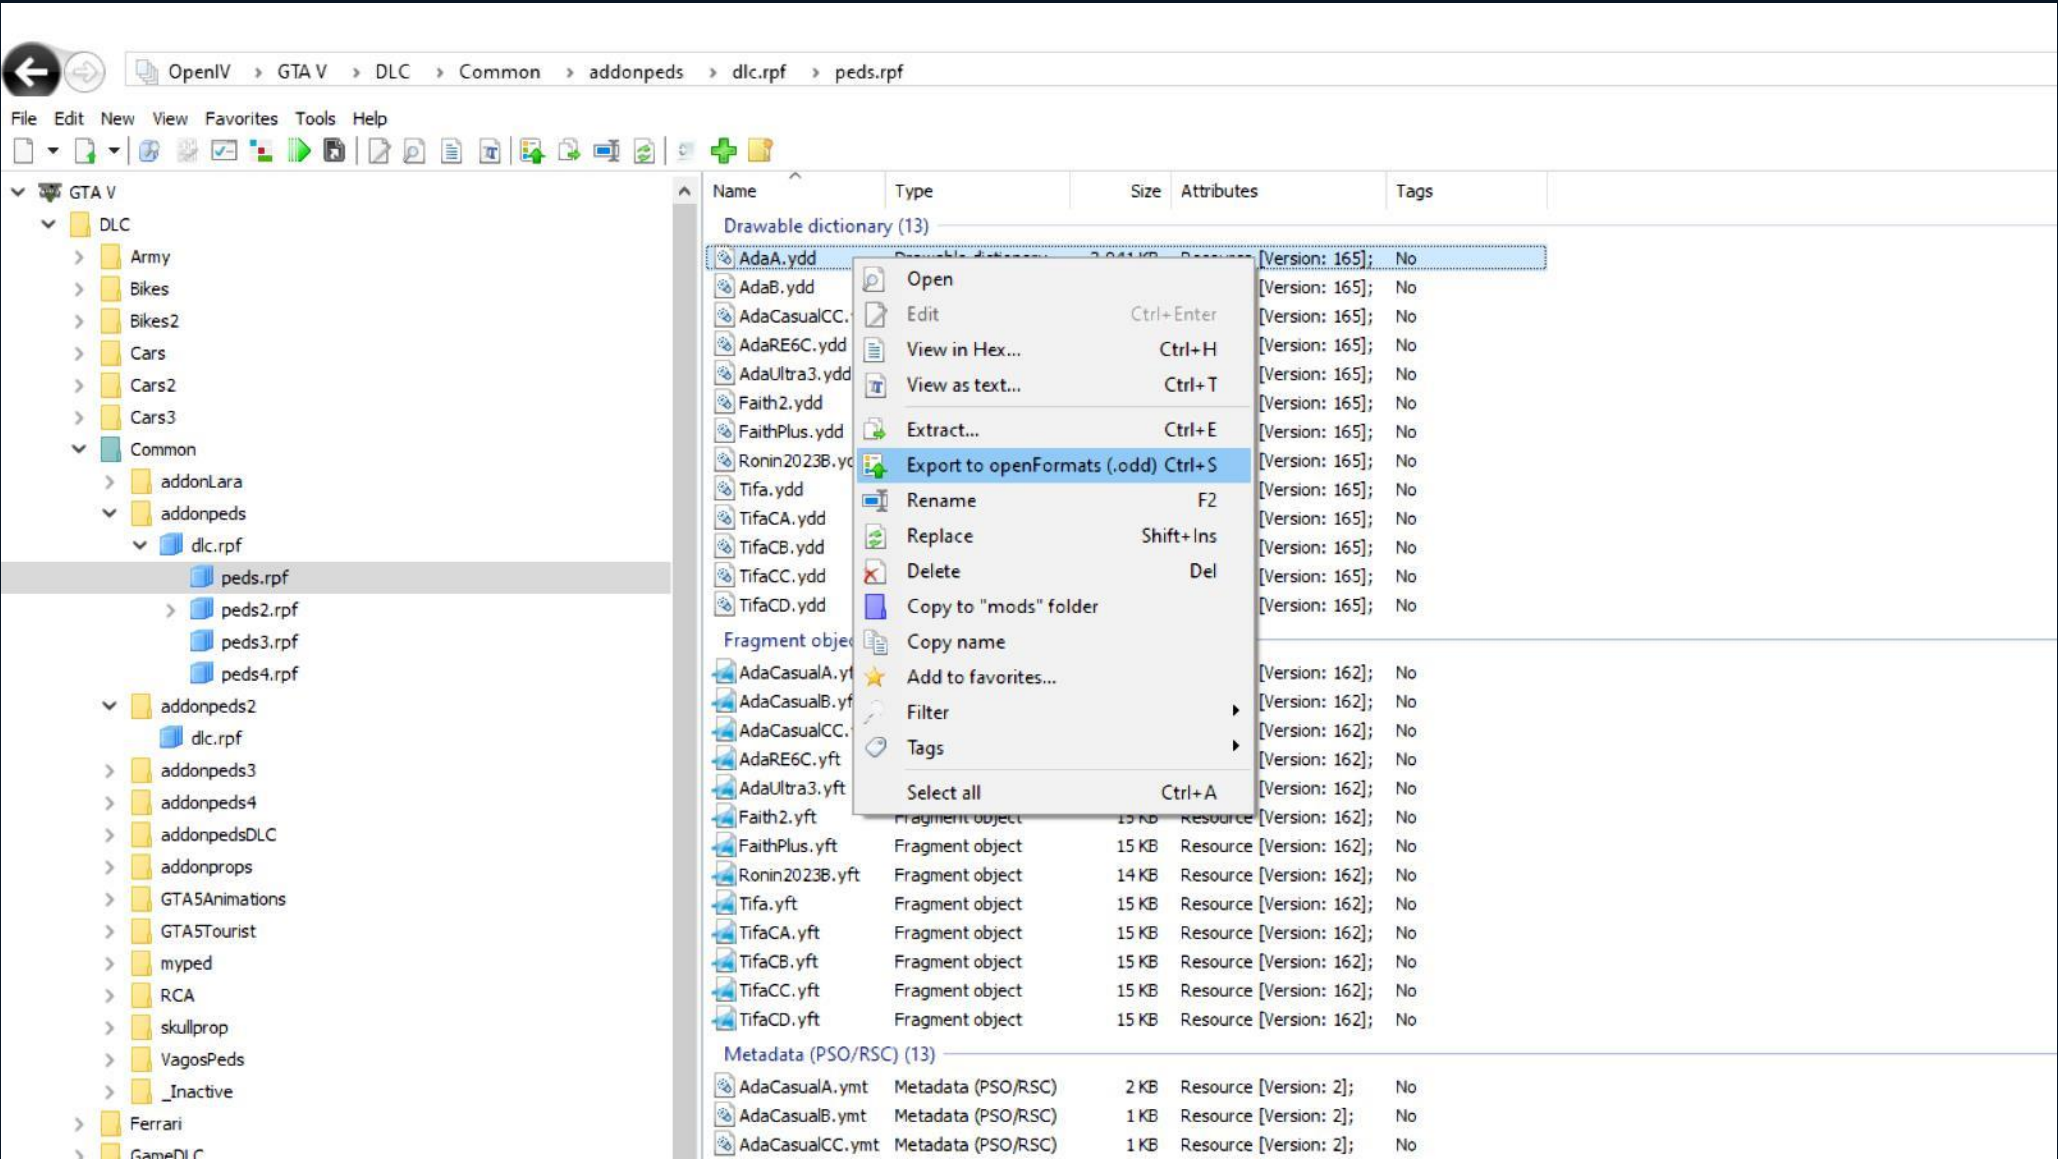 OpenIV > GTA V > DLC > Common > addonpeds > dlc.rpf > peds.rpf
File Edit New View Favorites Tools Help
GTA V
DLC
Army
Bikes
Bikes2
Cars
Cars2
Cars3
Common
addonLara
addonpeds
dlc.rpf
peds.rpf
peds2.rpf
peds3.rpf
peds4.rpf
addonpeds2
dlc.rpf
addonpeds3
addonpeds4
addonpedsDLC
addonprops
GTA5Animations
GTA5Tourist
myped
RCA
skullprop
VagosPeds
_Inactive
Ferrari
GameDLC
Name Type Size Attributes Tags
Drawable dictionary (13)
AdaA.ydd Drawable dictionary 2,941 KB Resource [Version: 165]; No
AdaB.ydd [Version: 165]; No
AdaCasualCC. [Version: 165]; No
AdaRE6C.ydd [Version: 165]; No
AdaUltra3.ydd [Version: 165]; No
Faith2.ydd [Version: 165]; No
FaithPlus.ydd [Version: 165]; No
Ronin2023B.yd [Version: 165]; No
Tifa.ydd [Version: 165]; No
TifaCA.ydd [Version: 165]; No
TifaCB.ydd [Version: 165]; No
TifaCC.ydd [Version: 165]; No
TifaCD.ydd [Version: 165]; No
Fragment objec
AdaCasualA.yf [Version: 162]; No
AdaCasualB.yf [Version: 162]; No
AdaCasualCC. [Version: 162]; No
AdaRE6C.yft [Version: 162]; No
AdaUltra3.yft [Version: 162]; No
Faith2.yft Fragment object 15 KB Resource [Version: 162]; No
FaithPlus.yft Fragment object 15 KB Resource [Version: 162]; No
Ronin2023B.yft Fragment object 14 KB Resource [Version: 162]; No
Tifa.yft Fragment object 15 KB Resource [Version: 162]; No
TifaCA.yft Fragment object 15 KB Resource [Version: 162]; No
TifaCB.yft Fragment object 15 KB Resource [Version: 162]; No
TifaCC.yft Fragment object 15 KB Resource [Version: 162]; No
TifaCD.yft Fragment object 15 KB Resource [Version: 162]; No
Metadata (PSO/RSC) (13)
AdaCasualA.ymt Metadata (PSO/RSC) 2 KB Resource [Version: 2]; No
AdaCasualB.ymt Metadata (PSO/RSC) 1 KB Resource [Version: 2]; No
AdaCasualCC.ymt Metadata (PSO/RSC) 1 KB Resource [Version: 2]; No
Open
Edit Ctrl+Enter
View in Hex... Ctrl+H
View as text... Ctrl+T
Extract... Ctrl+E
Export to openFormats (.odd) Ctrl+S
Rename F2
Replace Shift+Ins
Delete Del
Copy to "mods" folder
Copy name
Add to favorites...
Filter
Tags
Select all Ctrl+A